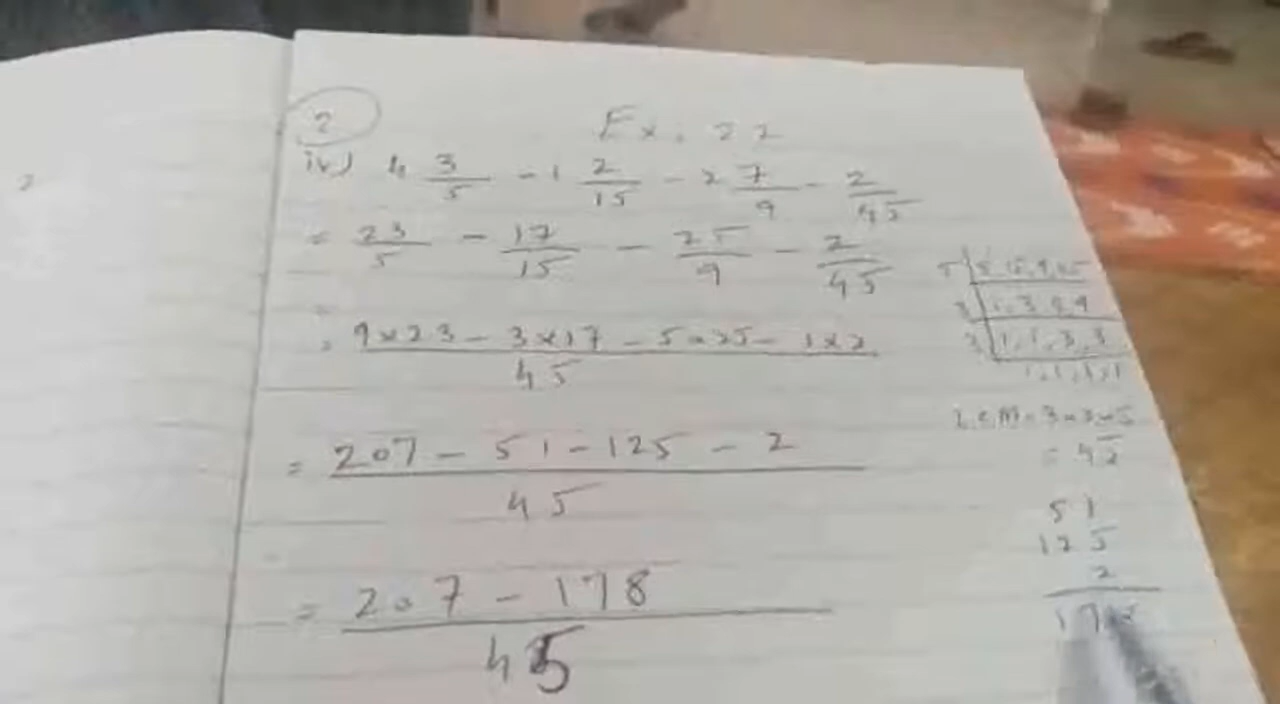 2
Ex. 22
iv) 4 3/5 - 1 2/15 - 2 7/9 - 2/45
= 23/5 - 17/15 - 25/9 - 2/45
= 9×23 - 3×17 - 5×25 - 1×2 / 45
= 207 - 51 - 125 - 2 / 45
= 207 - 178 / 45
5 | 5, 15, 9, 45
3 | 1, 3, 9, 9
3 | 1, 1, 3, 3
1, 1, 1, 1
L.C.M = 3×3×5
= 45
51
125
2